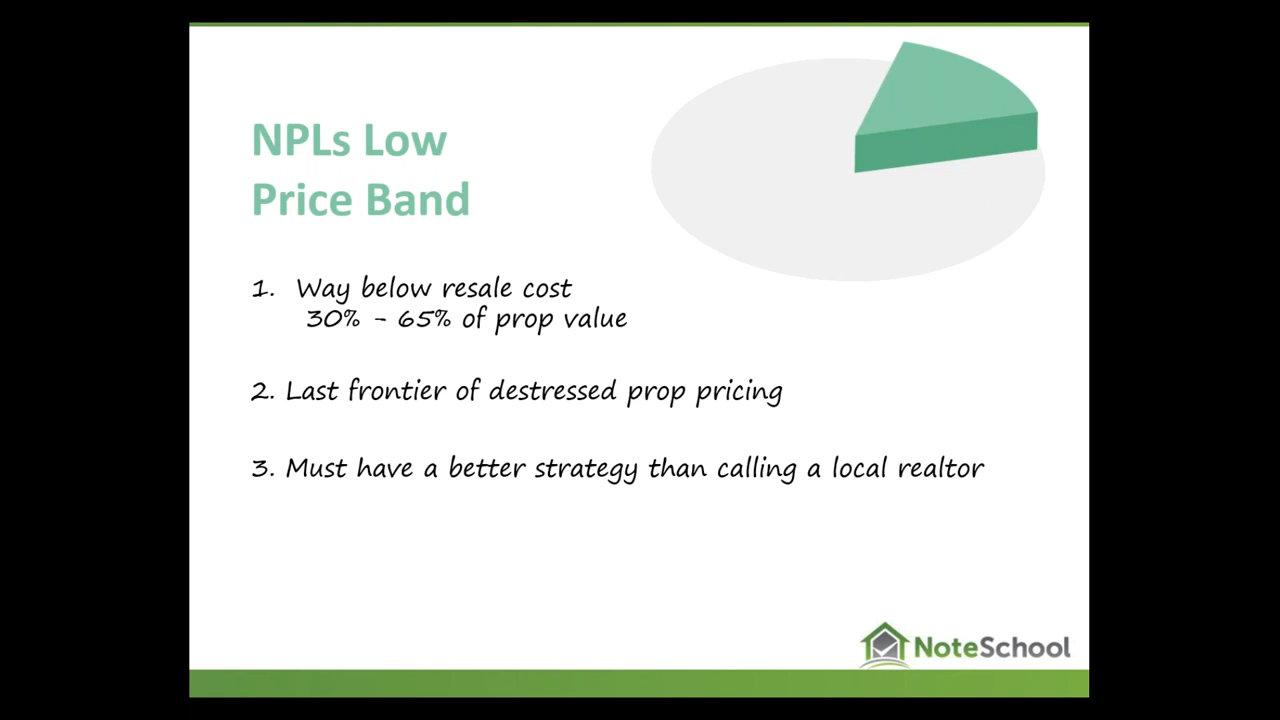 NPLs Low
Price Band
1. Way below resale cost
30% - 65% of prop value
2. Last frontier of destressed prop pricing
3. Must have a better strategy than calling a local realtor
NoteSchool